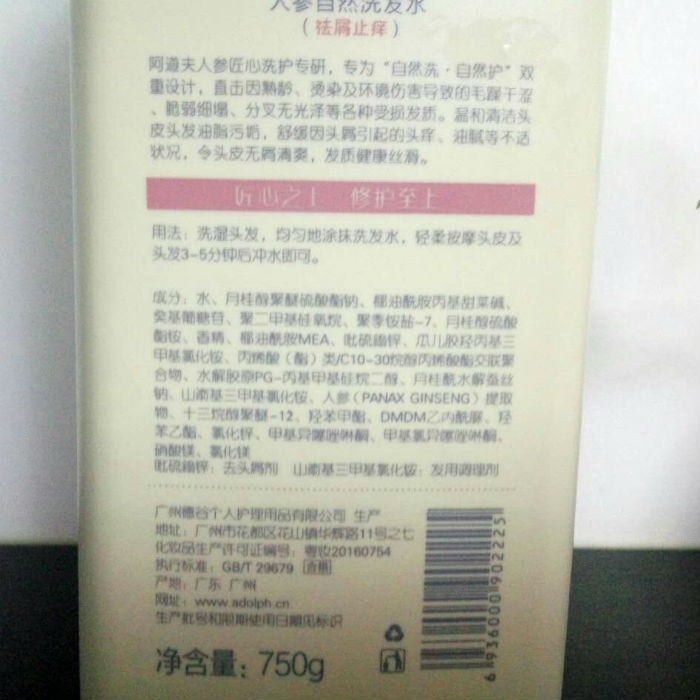 人参自然洗发水
（祛屑止痒）
阿道夫人参匠心洗护专研，专为“自然洗·自然护”双
重设计，直击因熟龄、烫染及环境伤害导致的毛躁干涩
、脆弱细塌、分叉无光泽等各种受损发质。温和清洁头
皮头发油脂污垢，舒缓因头屑引起的头痒、油腻等不适
状况，令头皮无屑清爽，发质健康丝滑。
匠心之上 修护至上
用法：洗湿头发，均匀地涂抹洗发水，轻柔按摩头皮及
头发3-5分钟后冲水即可。
成分：水、月桂醇聚醚硫酸酯钠、椰油酰胺丙基甜菜碱、
癸基葡糖苷、聚二甲基硅氧烷、聚季铵盐-7、月桂醇硫酸
酯铵、香精、椰油酰胺MEA、吡硫鎓锌、瓜儿胶羟丙基三
甲基氯化铵、丙烯酸（酯）类/C10-30烷醇丙烯酸酯交联聚
合物、水解胶原PG-丙基甲基硅烷二醇、月桂酰水解蚕丝
钠、山嵛基三甲基氯化铵、人参（PANAX GINSENG）提取
物、十三烷醇聚醚-12、羟苯甲酯、DMDM乙内酰脲、羟
苯乙酯、氯化锌、甲基异噻唑啉酮、甲基氯异噻唑啉酮、
硝酸镁、氯化镁
吡硫鎓锌：去头屑剂 山嵛基三甲基氯化铵：发用调理剂
广州德谷个人护理用品有限公司 生产
地址：广州市花都区花山镇华辉路11号之七
化妆品生产许可证编号：粤妆20160754
执行标准：GB/T 29679
产地：广东 广州
网址：www.adolph.cn
生产批号和限期使用日期见标识
净含量：750g
6936000902225